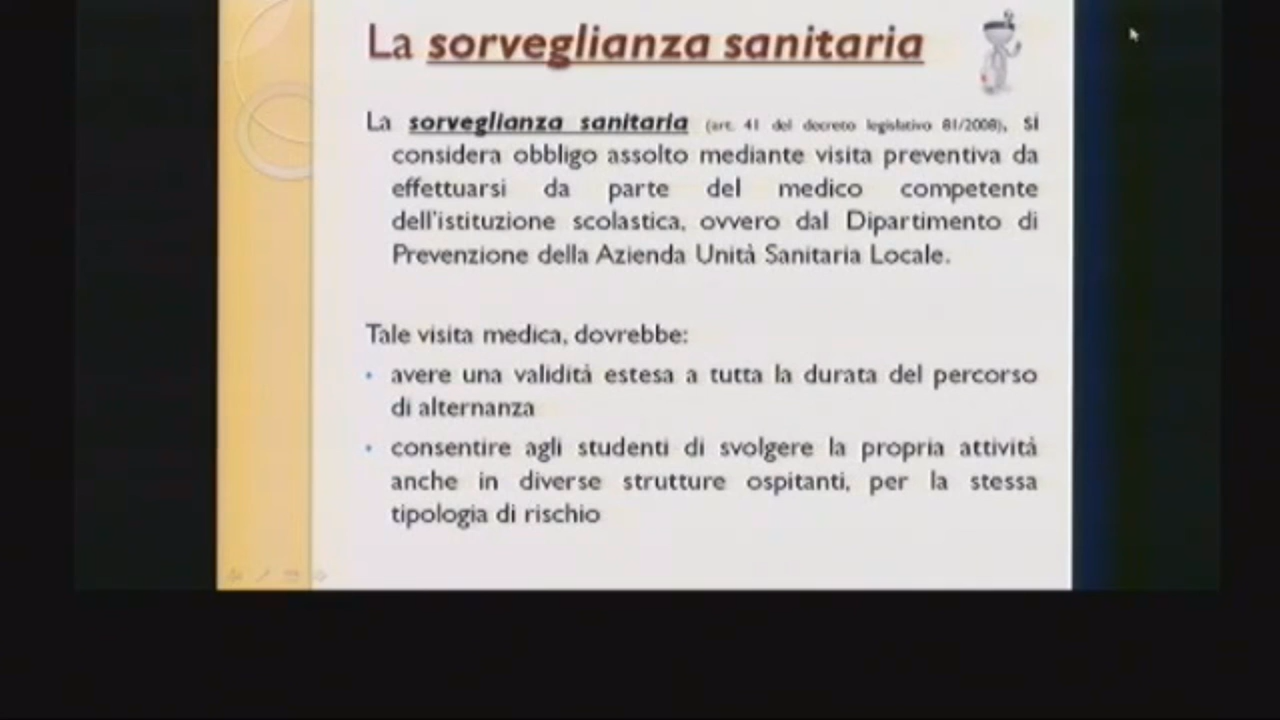 La sorveglianza sanitaria
La sorveglianza sanitaria (art. 41 del decreto legislativo 81/2008), si
considera obbligo assolto mediante visita preventiva da
effettuarsi da parte del medico competente
dell'istituzione scolastica, ovvero dal Dipartimento di
Prevenzione della Azienda Unità Sanitaria Locale.
Tale visita medica, dovrebbe:
• avere una validità estesa a tutta la durata del percorso
di alternanza
• consentire agli studenti di svolgere la propria attività
anche in diverse strutture ospitanti, per la stessa
tipologia di rischio